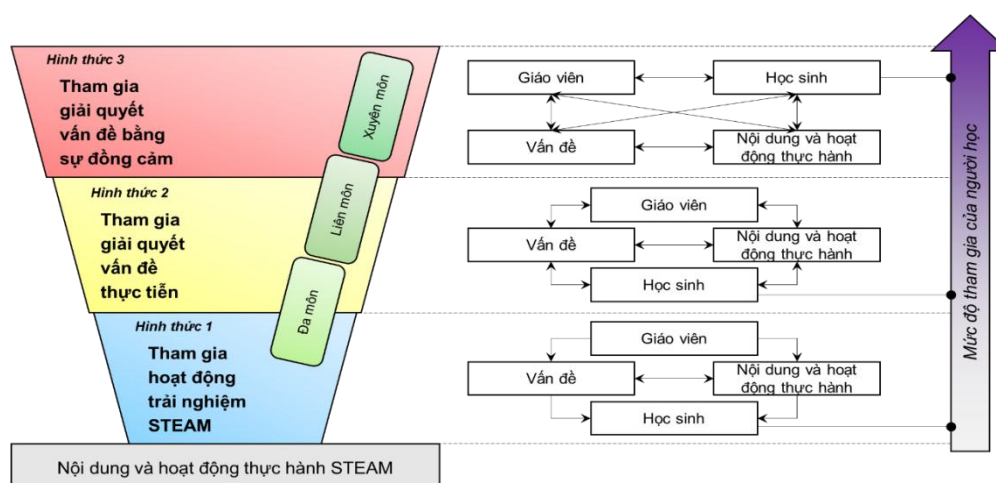 Hình thức 3
Tham gia
giải quyết
vấn đề bằng
sự đồng cảm
Xuyên môn
Giáo viên
Học sinh
Vấn đề
Nội dung và hoạt
động thực hành
Hình thức 2
Tham gia
giải quyết
vấn đề
thực tiễn
Liên môn
Giáo viên
Vấn đề
Nội dung và hoạt
động thực hành
Học sinh
Hình thức 1
Tham gia
hoạt động
trải nghiệm
STEAM
Đa môn
Giáo viên
Vấn đề
Nội dung và hoạt
động thực hành
Học sinh
Nội dung và hoạt động thực hành STEAM
Mức độ tham gia của người học